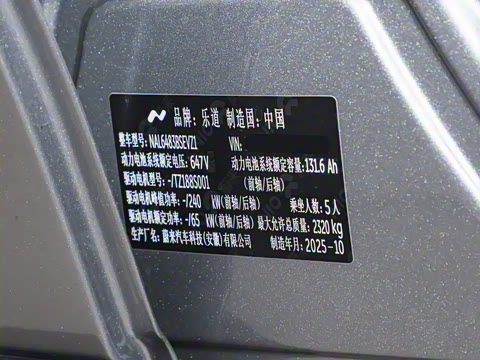 品牌: 乐道 制造国: 中国
整车型号: NAL6483BSEVZ1 VIN:
动力电池系统额定电压: 647V 动力电池系统额定容量: 131.6 Ah
驱动电机型号: -/TZ188S001 (前轴/后轴)
驱动电机峰值功率: -/240 kW(前轴/后轴) 乘坐人数: 5 人
驱动电机额定功率: -/65 kW(前轴/后轴) 最大允许总质量: 2320 kg
生产厂名: 蔚来汽车科技(安徽)有限公司 制造年月: 2025-10